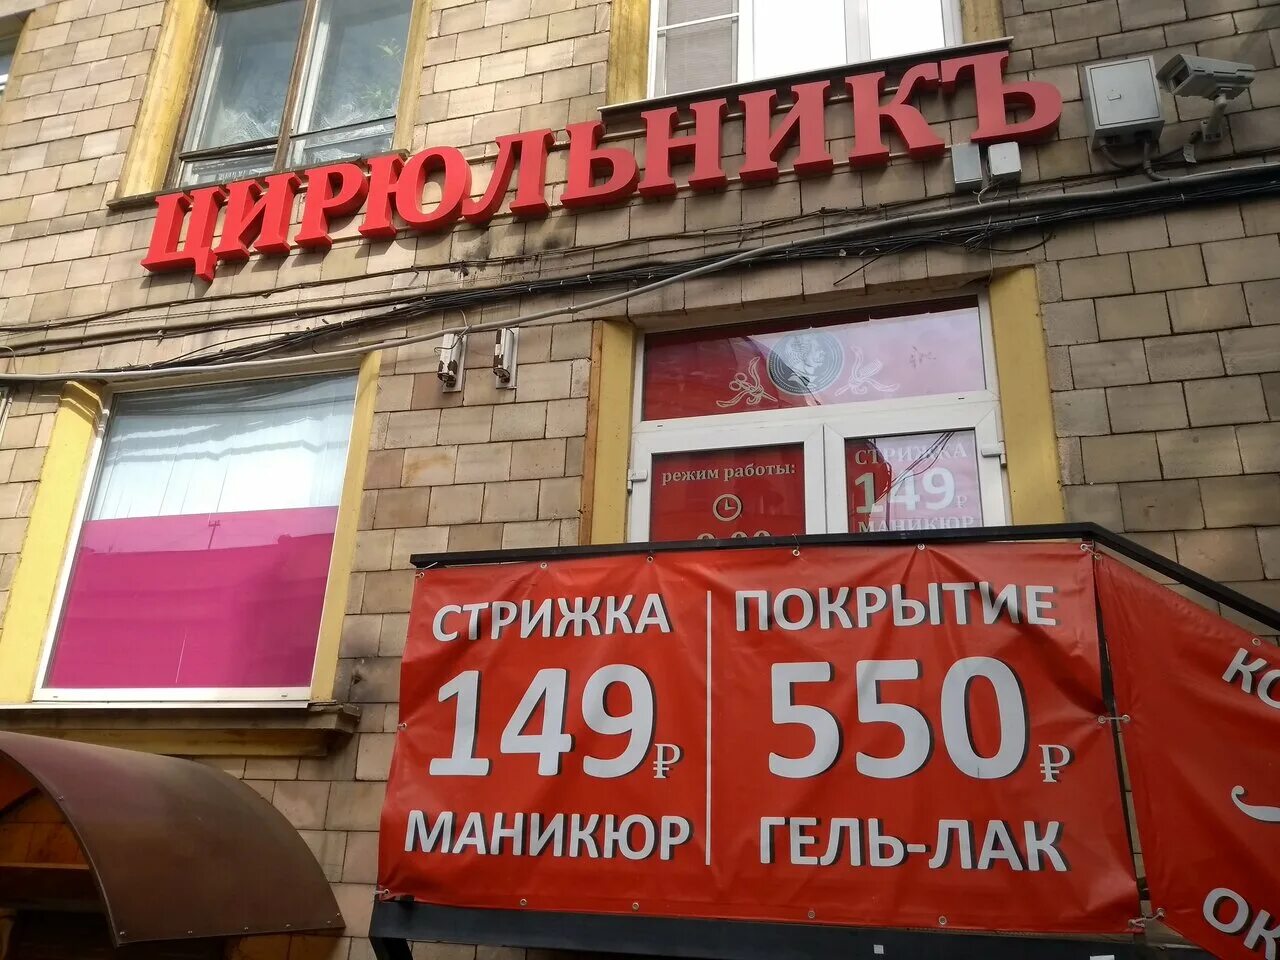 ЦИРЮЛЬНИКЪ
режим работы:
СТРИЖКА
149₽
МАНИКЮР
СТРИЖКА
149₽
МАНИКЮР
ПОКРЫТИЕ
550₽
ГЕЛЬ-ЛАК